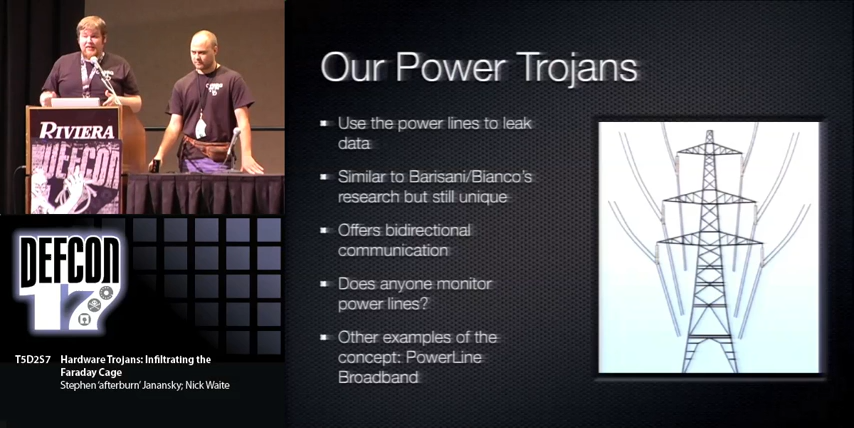 RIVIERA
DEFCON
DEFCON
17
T5D2S7 Hardware Trojans: Infiltrating the
Faraday Cage
Stephen 'afterburn' Janansky; Nick Waite
Our Power Trojans
Use the power lines to leak
data
Similar to Barisani/Bianco's
research but still unique
Offers bidirectional
communication
Does anyone monitor
power lines?
Other examples of the
concept: PowerLine
Broadband